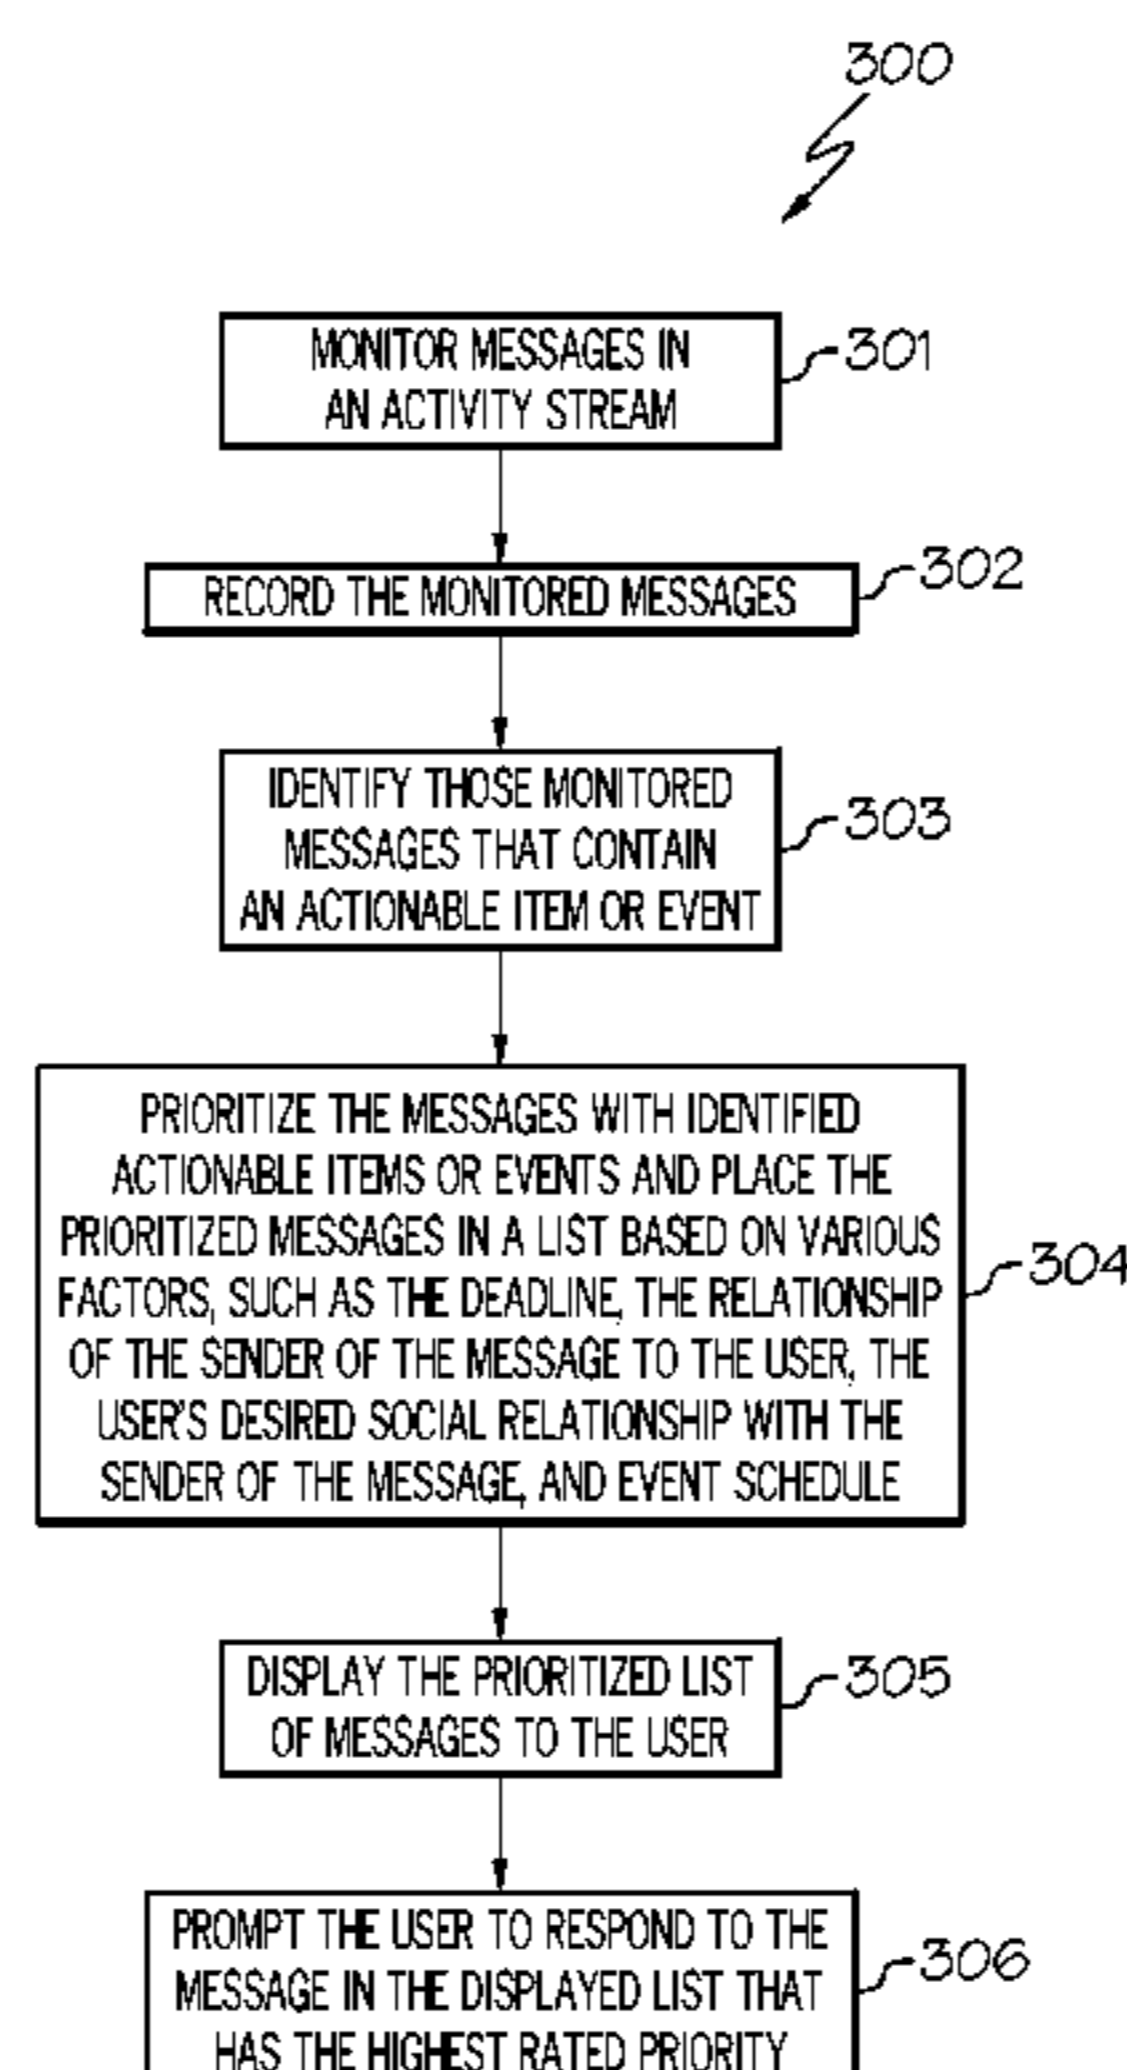 300
MONITOR MESSAGES IN
AN ACTIVITY STREAM
301
RECORD THE MONITORED MESSAGES
302
IDENTIFY THOSE MONITORED
MESSAGES THAT CONTAIN
AN ACTIONABLE ITEM OR EVENT
303
PRIORITIZE THE MESSAGES WITH IDENTIFIED
ACTIONABLE ITEMS OR EVENTS AND PLACE THE
PRIORITIZED MESSAGES IN A LIST BASED ON VARIOUS
FACTORS, SUCH AS THE DEADLINE, THE RELATIONSHIP
OF THE SENDER OF THE MESSAGE TO THE USER, THE
USER'S DESIRED SOCIAL RELATIONSHIP WITH THE
SENDER OF THE MESSAGE, AND EVENT SCHEDULE
304
DISPLAY THE PRIORITIZED LIST
OF MESSAGES TO THE USER
305
PROMPT THE USER TO RESPOND TO THE
MESSAGE IN THE DISPLAYED LIST THAT
HAS THE HIGHEST RATED PRIORITY
306